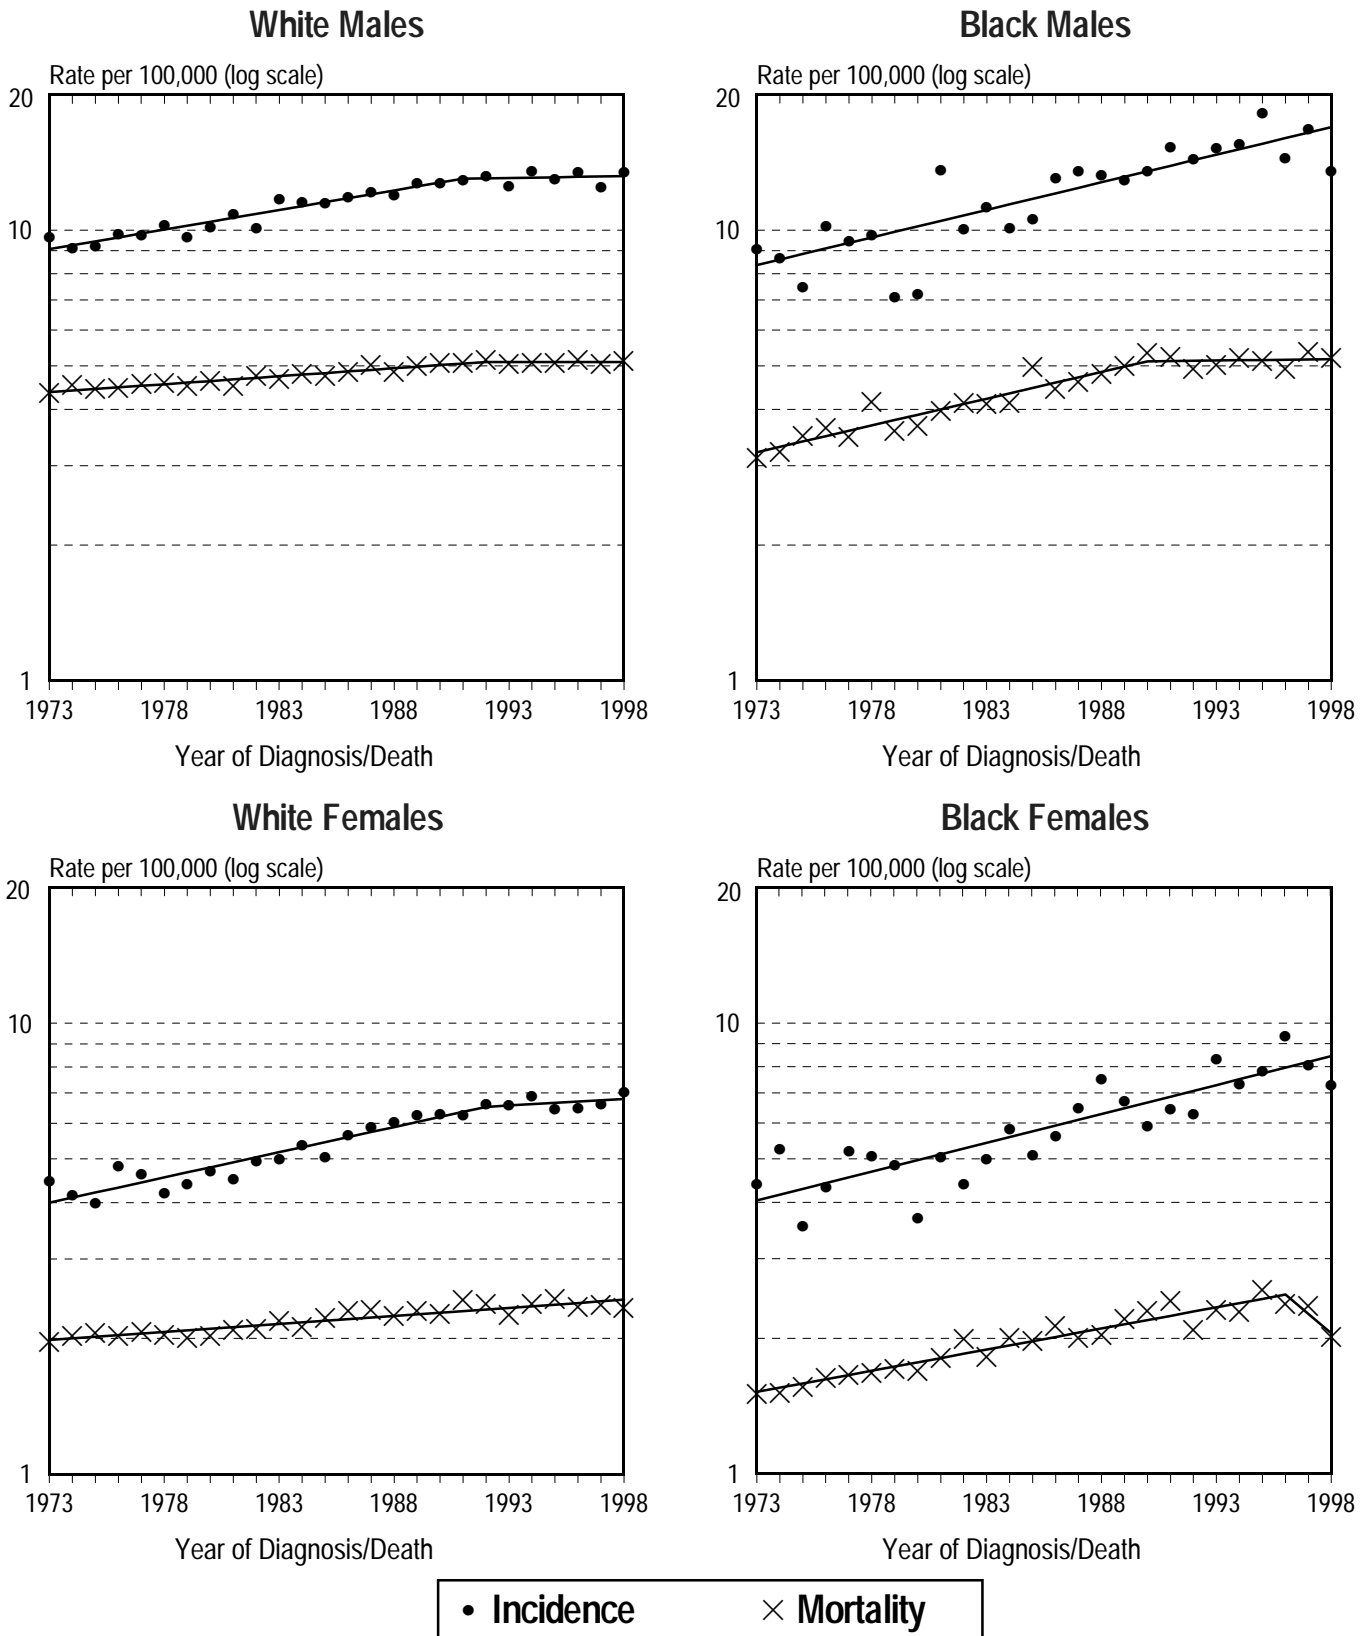 White Males
Rate per 100,000 (log scale)
20
10
1
1973 1978 1983 1988 1993 1998
Year of Diagnosis/Death
Black Males
Rate per 100,000 (log scale)
20
10
1
1973 1978 1983 1988 1993 1998
Year of Diagnosis/Death
White Females
Rate per 100,000 (log scale)
20
10
1
1973 1978 1983 1988 1993 1998
Year of Diagnosis/Death
Black Females
Rate per 100,000 (log scale)
20
10
1
1973 1978 1983 1988 1993 1998
Year of Diagnosis/Death
Incidence Mortality